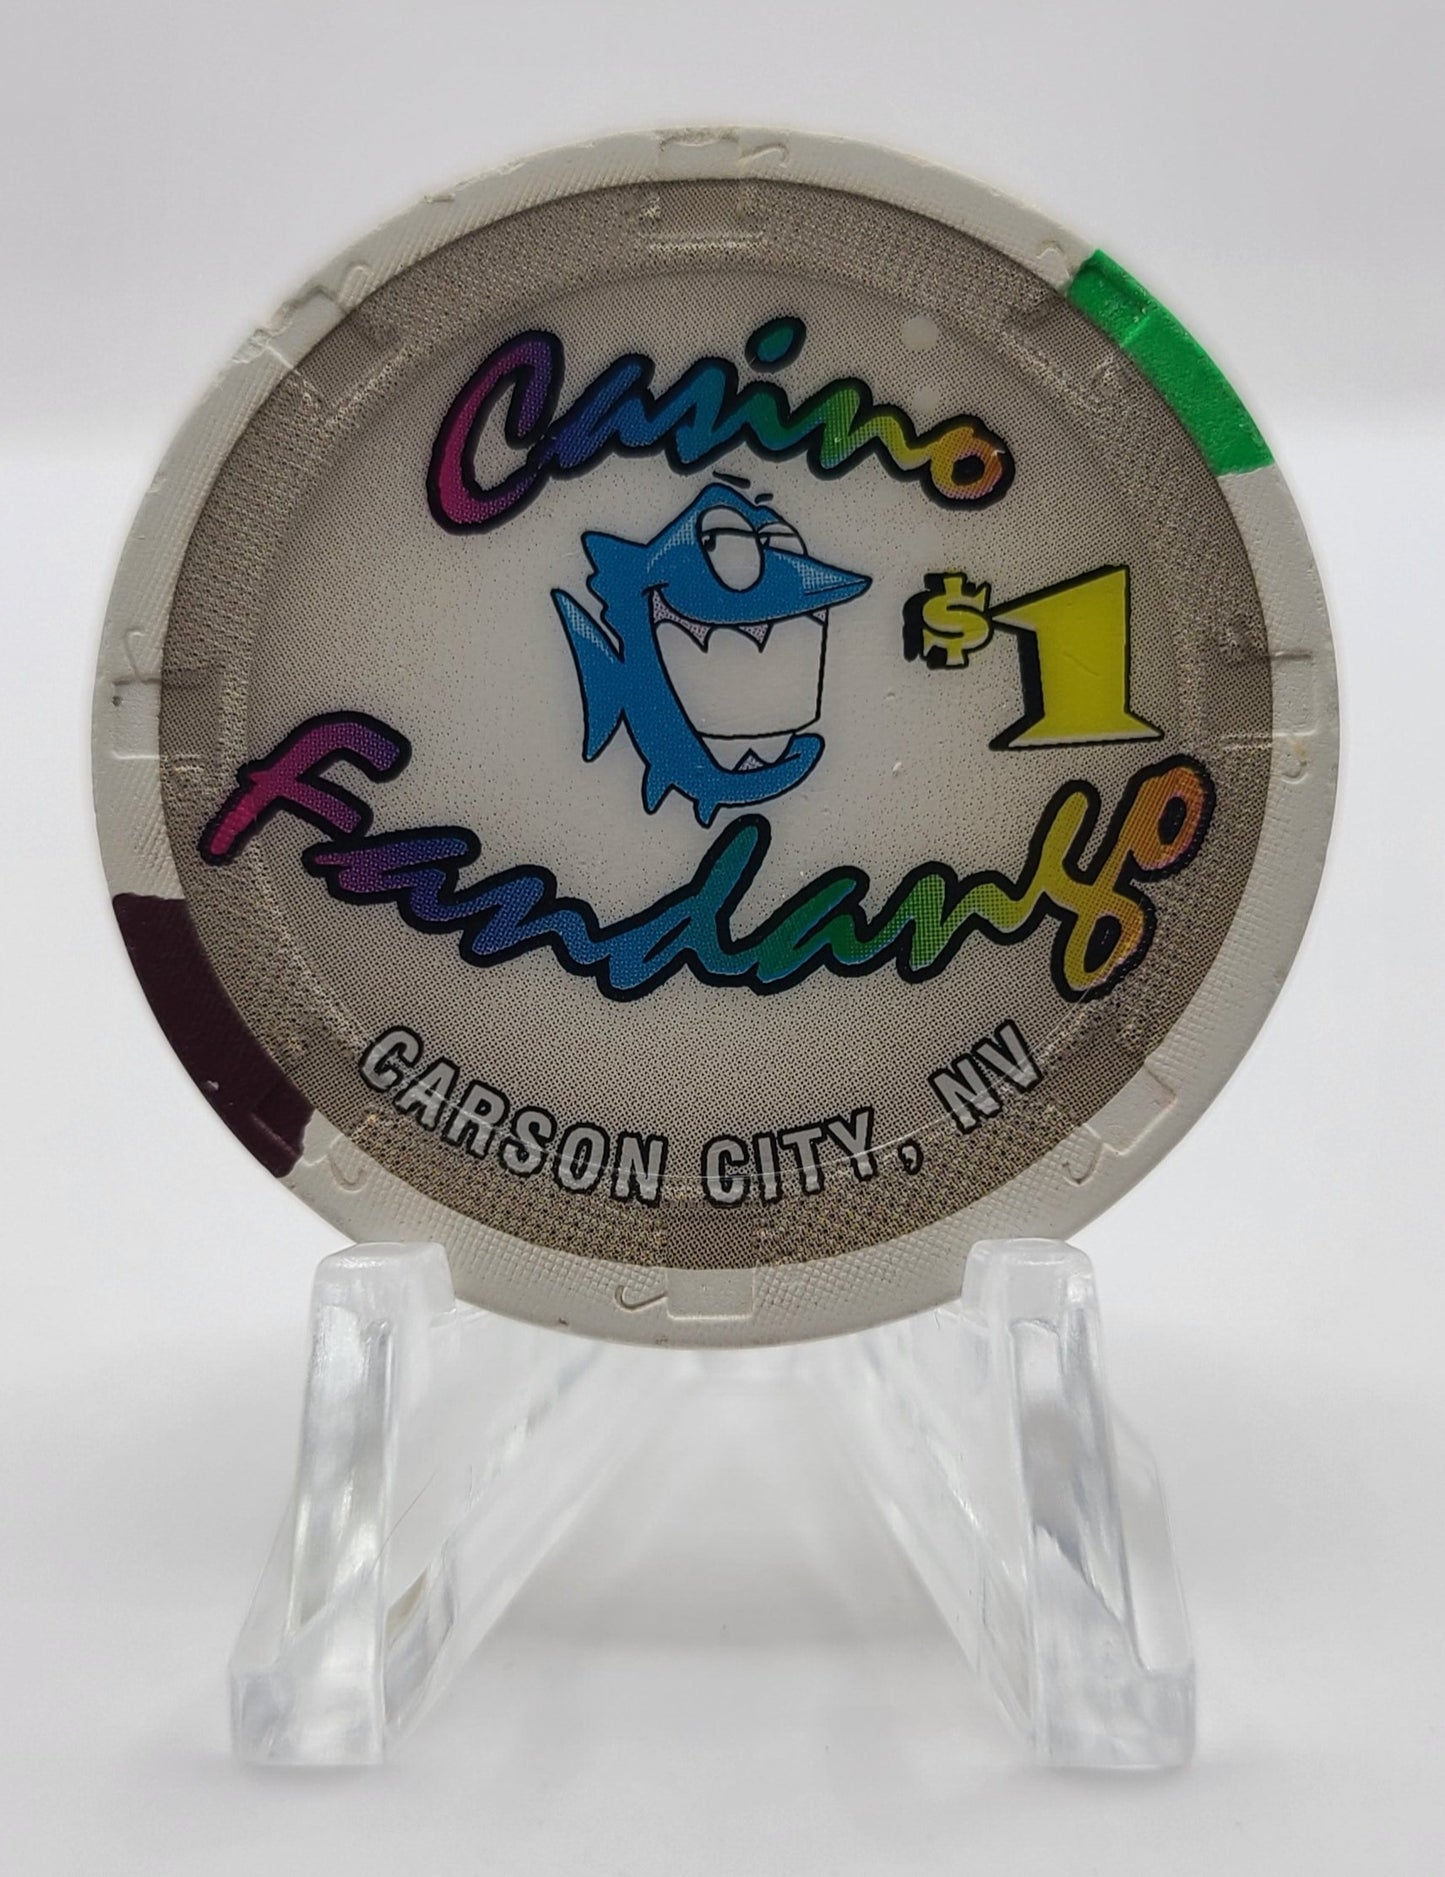 Casino
$1
Fandango
CARSON CITY, NV